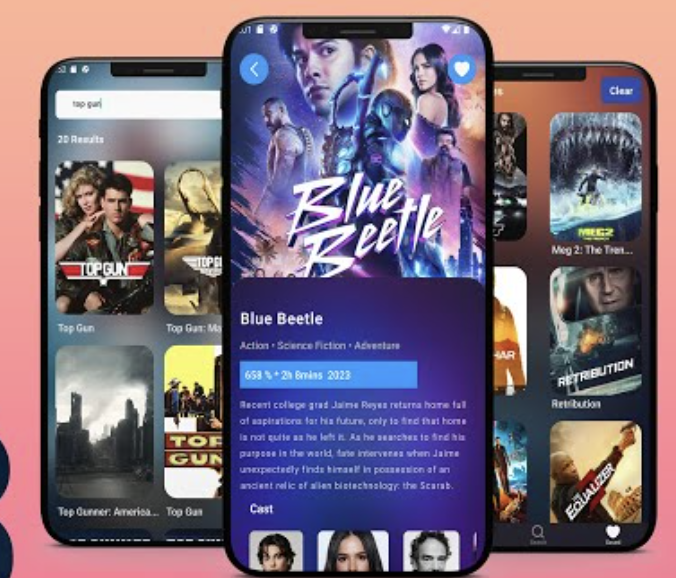 top gun
20 Results
TOP GUN
Top Gun
Top Gun: Ma
TOP
GUN
Top Gunner: America...
Top Gun
Blue
Beetle
Blue Beetle
Action • Science Fiction • Adventure
658 % * 2h 8mins 2023
Recent college grad Jaime Reyes returns home full
of aspirations for his future, only to find that home
is not quite as he left it. As he searches to find his
purpose in the world, fate intervenes when Jaime
unexpectedly finds himself in possession of an
ancient relic of alien biotechnology: the Scarab.
Cast
Clear
MEG2
Meg 2: The Tren...
RETRIBUTION
Retribution
THE
EQUALIZER
Search
Saved